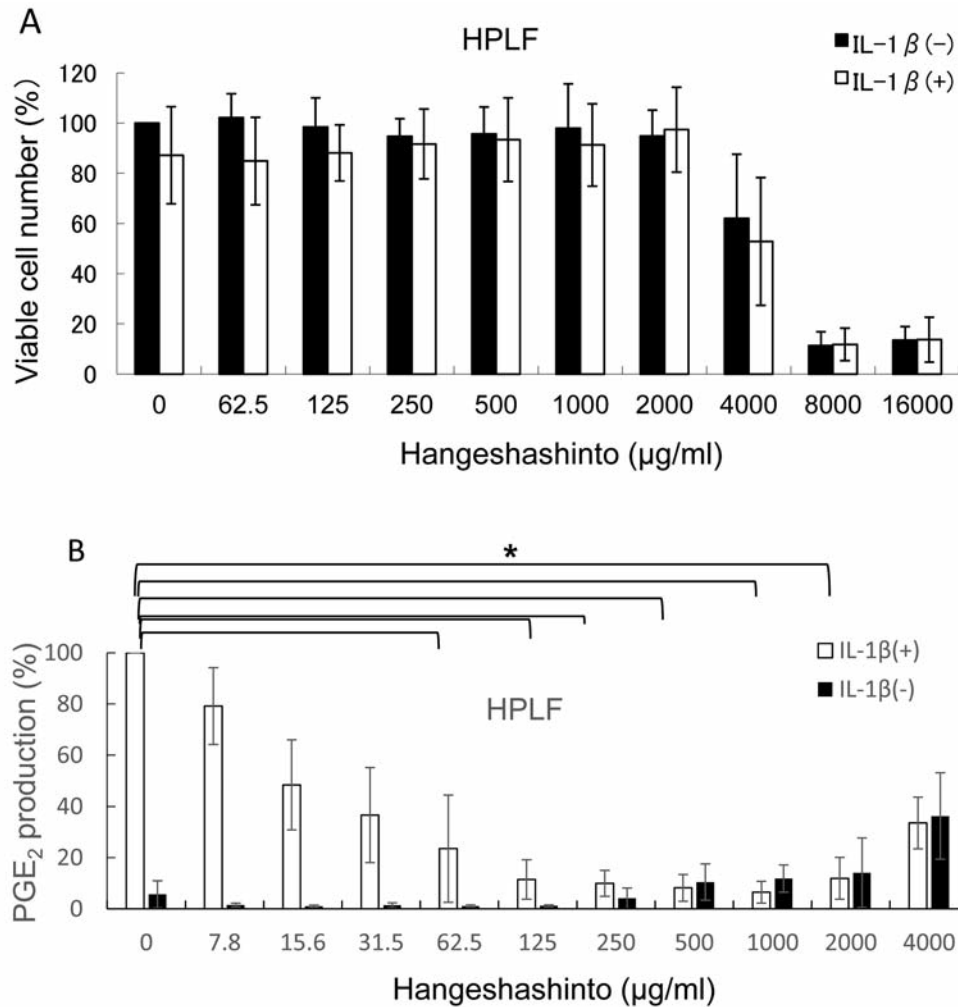 A
HPLF
IL-1β(-)
IL-1β(+)
Viable cell number (%)
120
100
80
60
40
20
0
0 62.5 125 250 500 1000 2000 4000 8000 16000
Hangeshashinto (µg/ml)
B
*
PGE2 production (%)
100
80
60
40
20
0
IL-1β(+)
IL-1β(-)
HPLF
0 7.8 15.6 31.5 62.5 125 250 500 1000 2000 4000
Hangeshashinto (µg/ml)